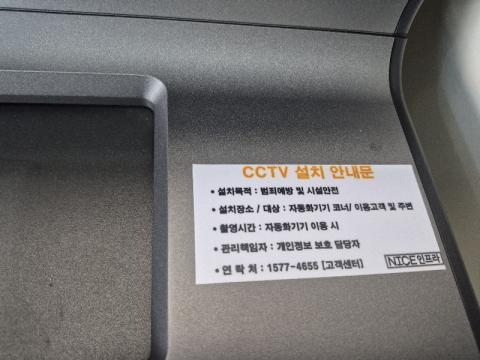 CCTV 설치 안내문
• 설치목적 : 범죄예방 및 시설안전
• 설치장소 / 대상 : 자동화기기 코너/ 이용고객 및 주변
• 촬영시간 : 자동화기기 이용 시
• 관리책임자 : 개인정보 보호 담당자
• 연 락 처 : 1577-4655 [고객센터]
NICE인프라